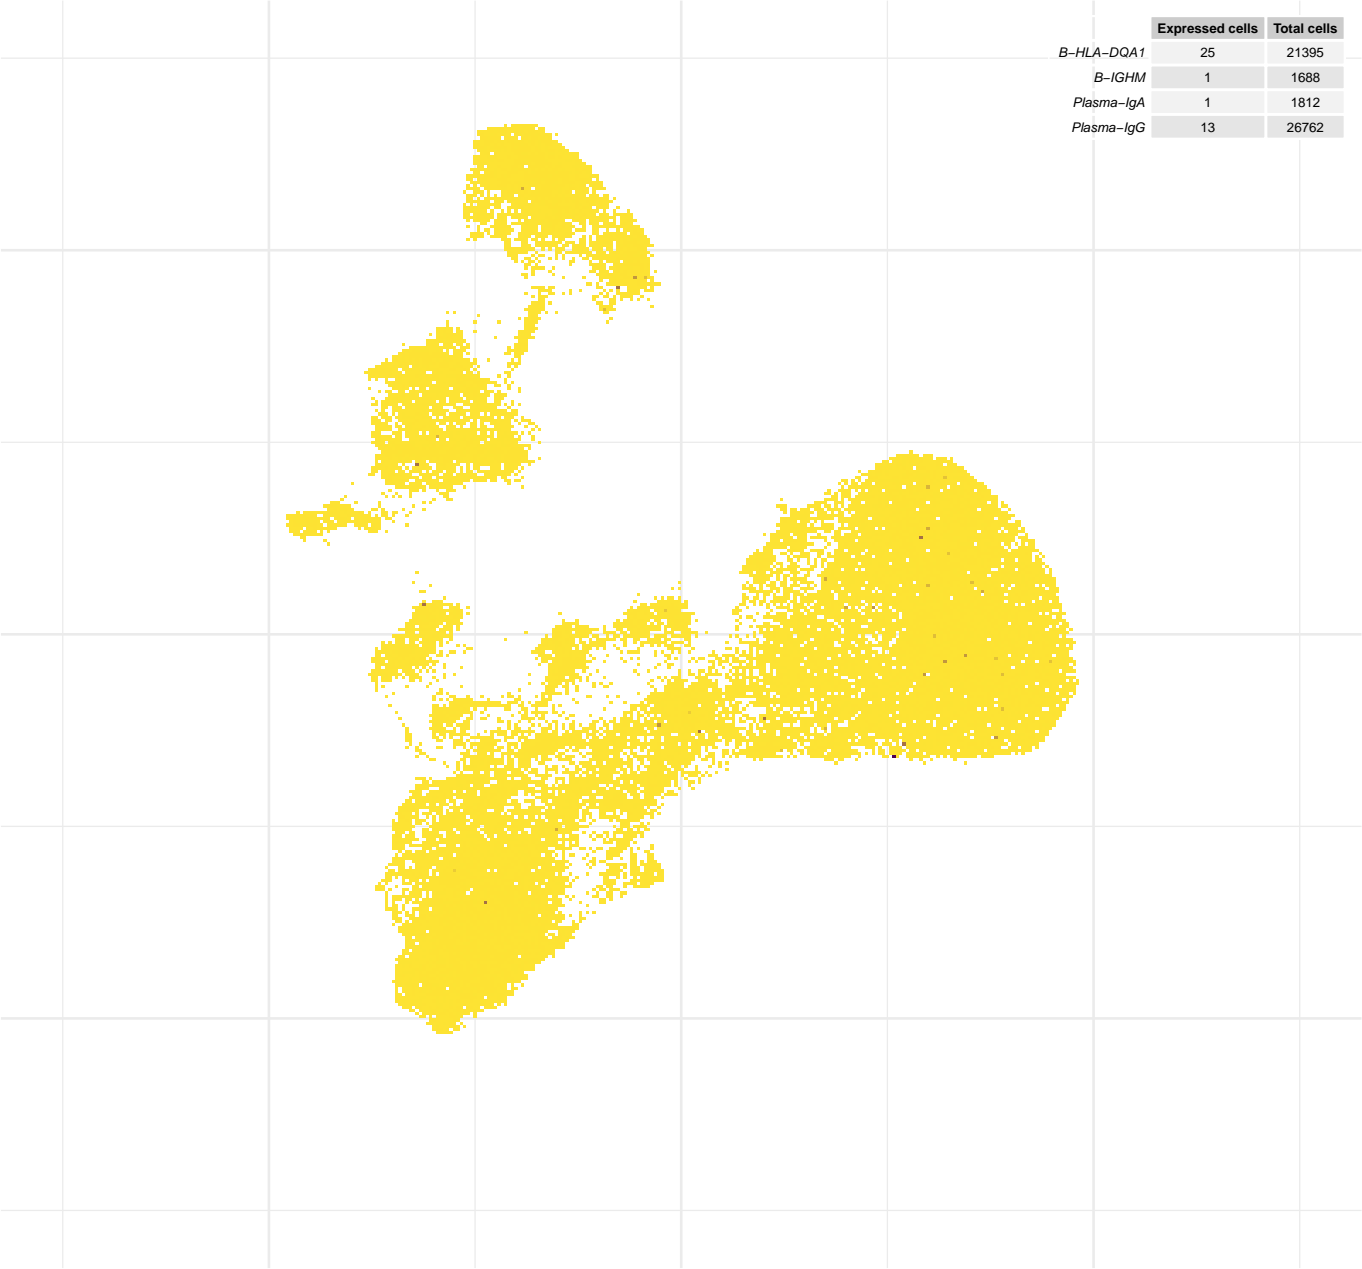 Expressed cells Total cells
B−HLA−DQA1 25 21395
B−IGHM 1 1688
Plasma−IgA 1 1812
Plasma−IgG 13 26762